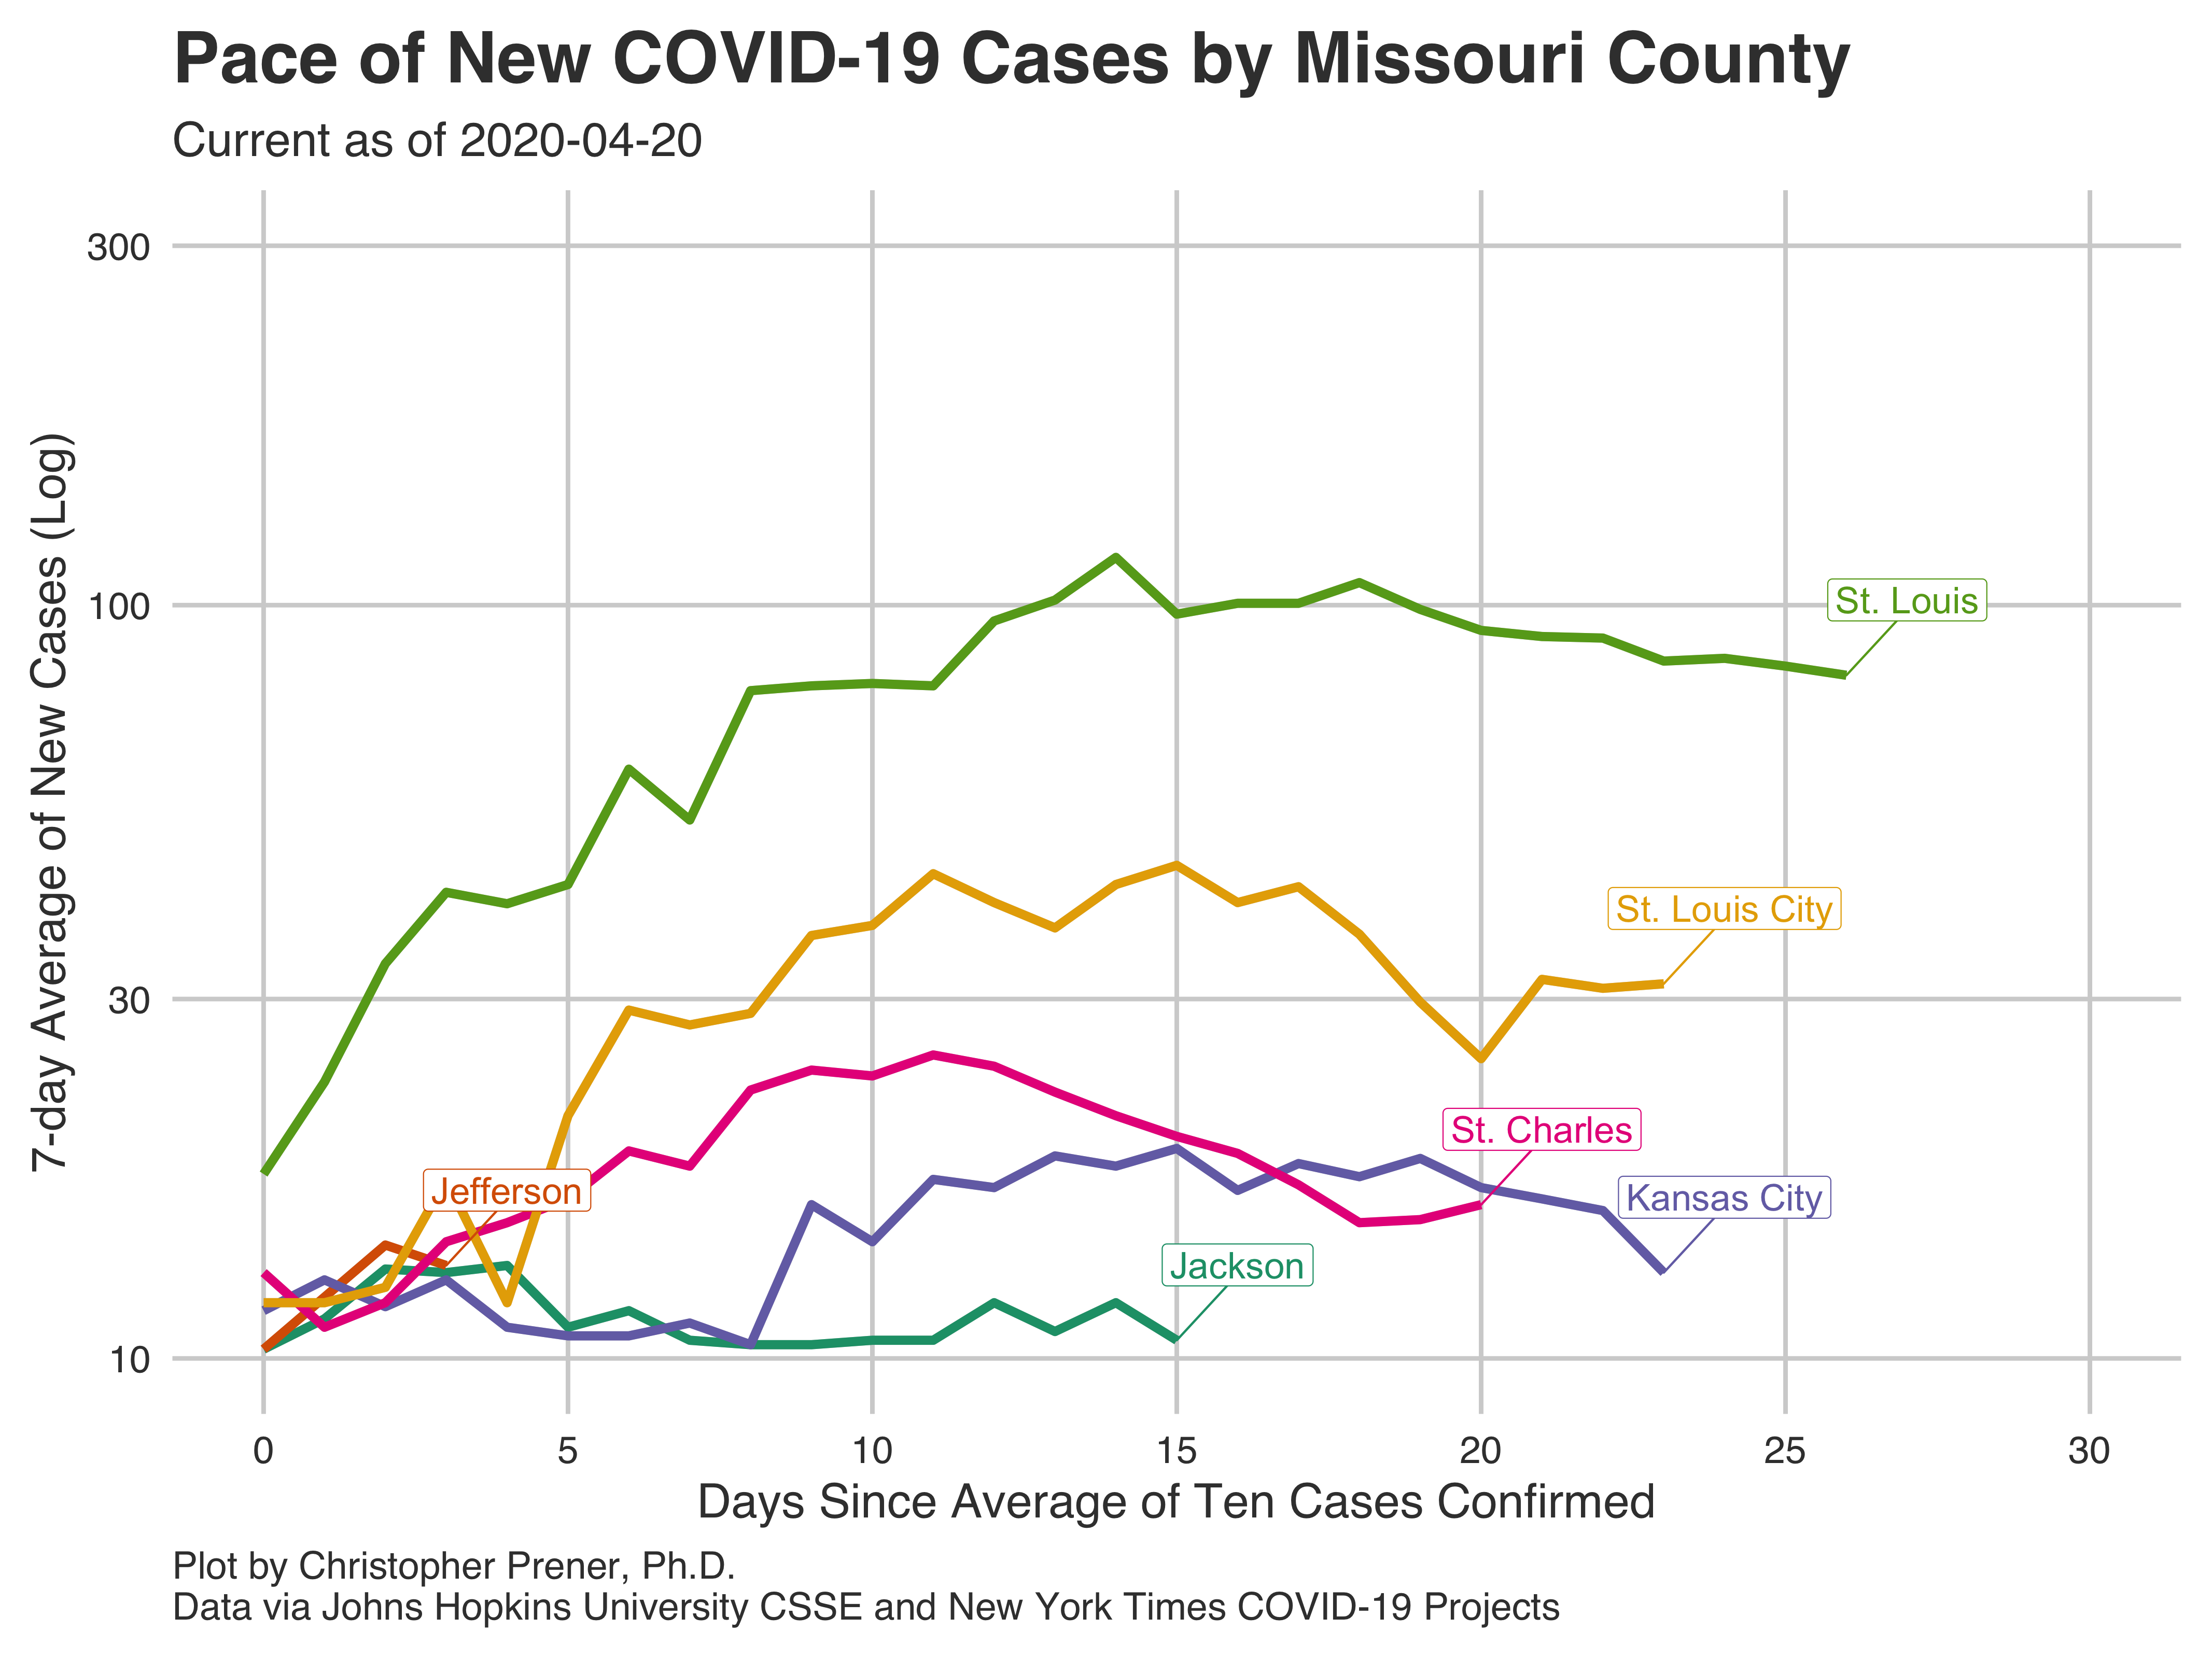 Pace of New COVID-19 Cases by Missouri County
Current as of 2020-04-20
7-day Average of New Cases (Log)
300
100
30
10
St. Louis
St. Louis City
St. Charles
Jefferson
Kansas City
Jackson
0 5 10 15 20 25 30
Days Since Average of Ten Cases Confirmed
Plot by Christopher Prener, Ph.D.
Data via Johns Hopkins University CSSE and New York Times COVID-19 Projects